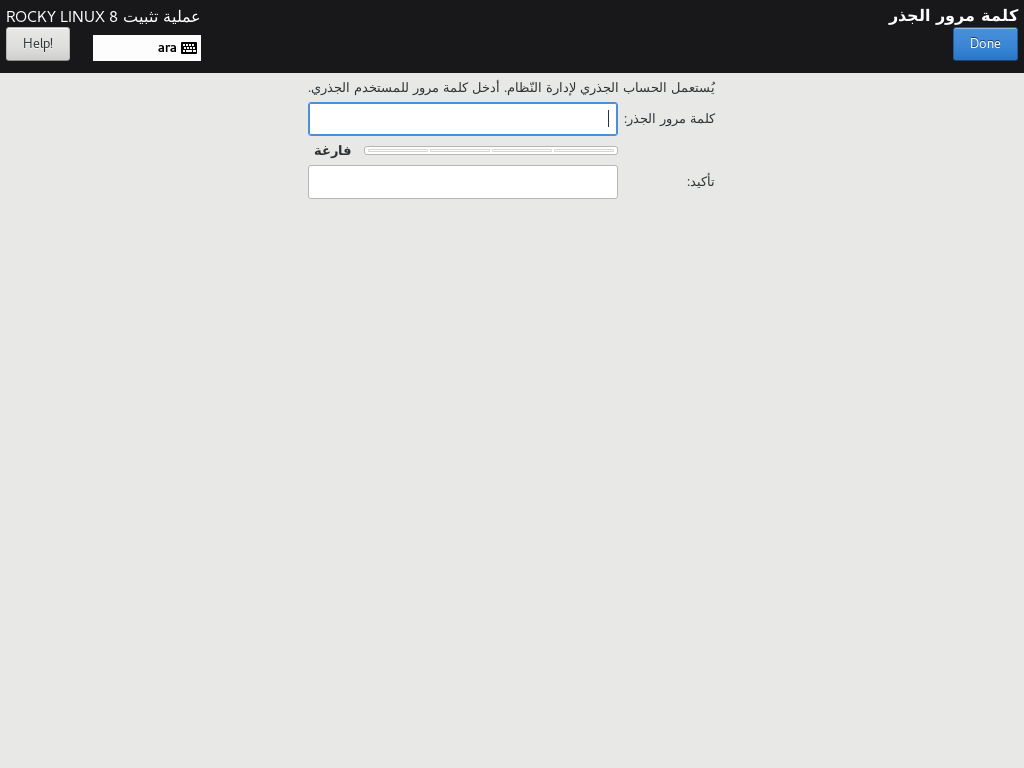 كلمة مرور الجذر
عملية تثبيت ROCKY LINUX 8
Done
ara
Help!
يُستعمل الحساب الجذري لإدارة النّظام. أدخل كلمة مرور للمستخدم الجذري.
كلمة مرور الجذر:
فارغة
تأكيد: